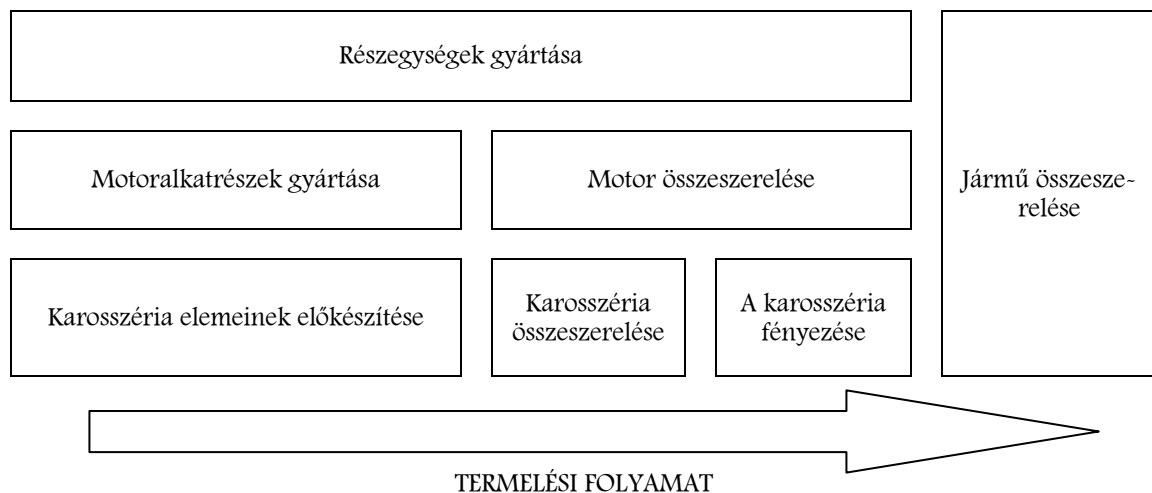 Részegységek gyártása
Motoralkatrészek gyártása
Motor összeszerelése
Jármű összesze-
relése
Karosszéria elemeinek előkészítése
Karosszéria
összeszerelése
A karosszéria
fényezése
TERMELÉSI FOLYAMAT